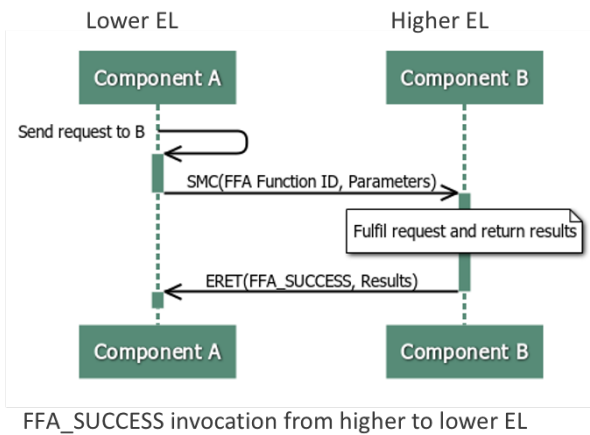 Lower EL
Higher EL
Component A
Component B
Send request to B
SMC(FFA Function ID, Parameters)
Fulfil request and return results
ERET(FFA_SUCCESS, Results)
Component A
Component B
FFA_SUCCESS invocation from higher to lower EL